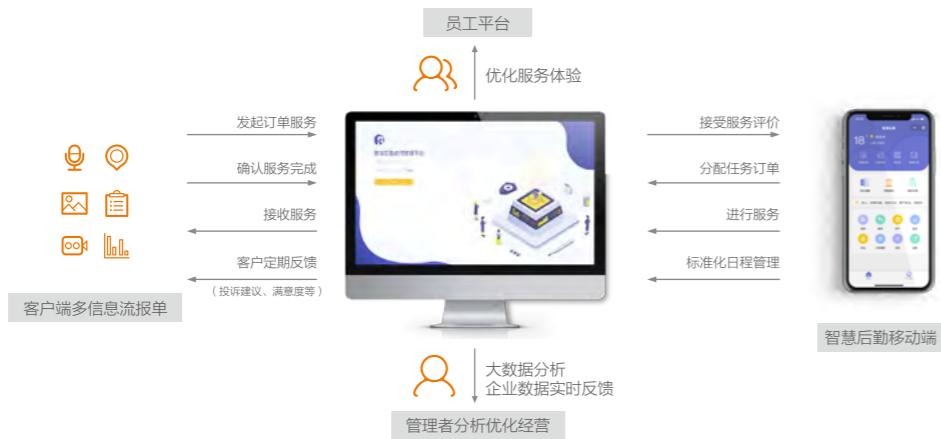 员工平台
优化服务体验
发起订单服务
确认服务完成
接收服务
客户定期反馈
（投诉建议、满意度等）
客户端多信息流报单
接受服务评价
分配任务订单
进行服务
标准化日程管理
18°
智慧后勤移动端
大数据分析
企业数据实时反馈
管理者分析优化经营